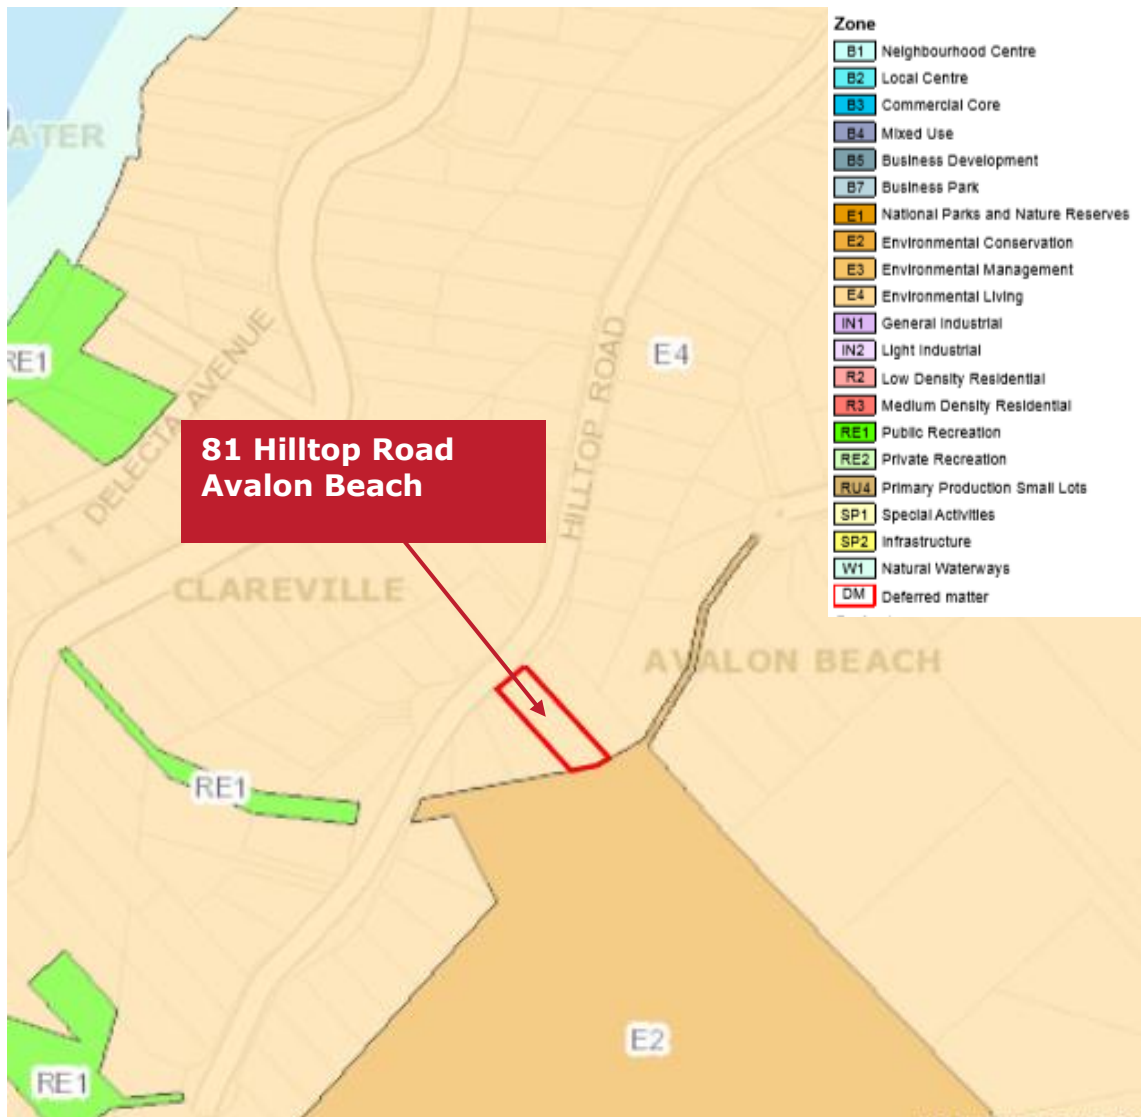 Zone
B1 Neighbourhood Centre
B2 Local Centre
B3 Commercial Core
B4 Mixed Use
B5 Business Development
B7 Business Park
E1 National Parks and Nature Reserves
E2 Environmental Conservation
E3 Environmental Management
E4 Environmental Living
IN1 General Industrial
IN2 Light Industrial
R2 Low Density Residential
R3 Medium Density Residential
RE1 Public Recreation
RE2 Private Recreation
RU4 Primary Production Small Lots
SP1 Special Activities
SP2 Infrastructure
W1 Natural Waterways
DM Deferred matter
ATER
RE1
E4
DELECIA AVENUE
HILLTOP ROAD
81 Hilltop Road
Avalon Beach
CLAREVILLE
AVALON BEACH
RE1
E2
RE1